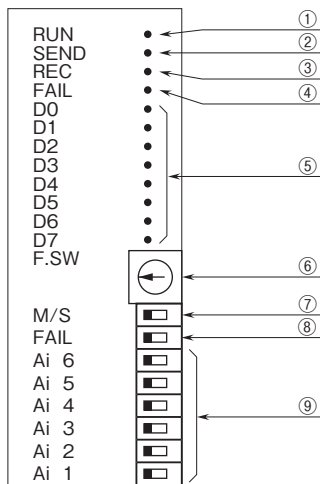 RUN ①
SEND ②
REC ③
FAIL ④
D0
D1
D2
D3 ⑤
D4
D5
D6
D7
F.SW ⑥
M/S ⑦
FAIL ⑧
Ai 6
Ai 5
Ai 4 ⑨
Ai 3
Ai 2
Ai 1